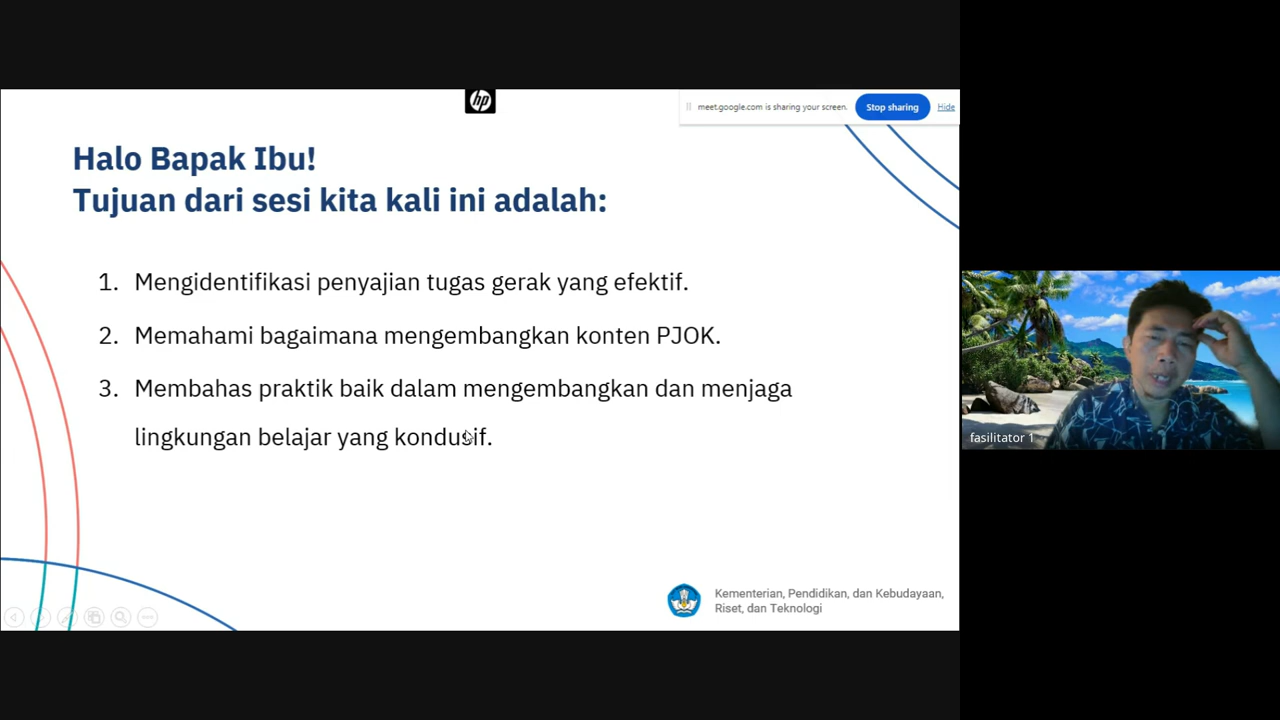 hp
meet.google.com is sharing your screen.
Stop sharing
Hide
Halo Bapak Ibu!
Tujuan dari sesi kita kali ini adalah:
1. Mengidentifikasi penyajian tugas gerak yang efektif.
2. Memahami bagaimana mengembangkan konten PJOK.
3. Membahas praktik baik dalam mengembangkan dan menjaga
lingkungan belajar yang kondusif.
fasilitator 1
Kementerian, Pendidikan, dan Kebudayaan,
Riset, dan Teknologi